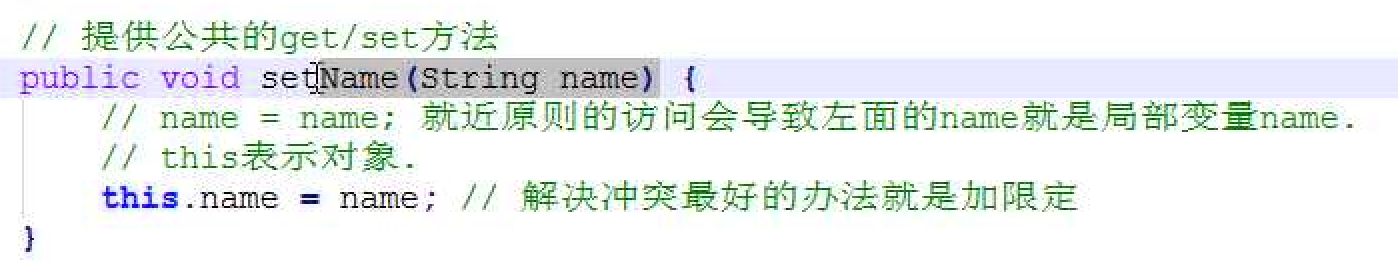 // 提供公共的get/set方法
public void setName(String name) {
// name = name; 就近原则的访问会导致左面的name就是局部变量name.
// this表示对象.
this.name = name; // 解决冲突最好的办法就是加限定
}